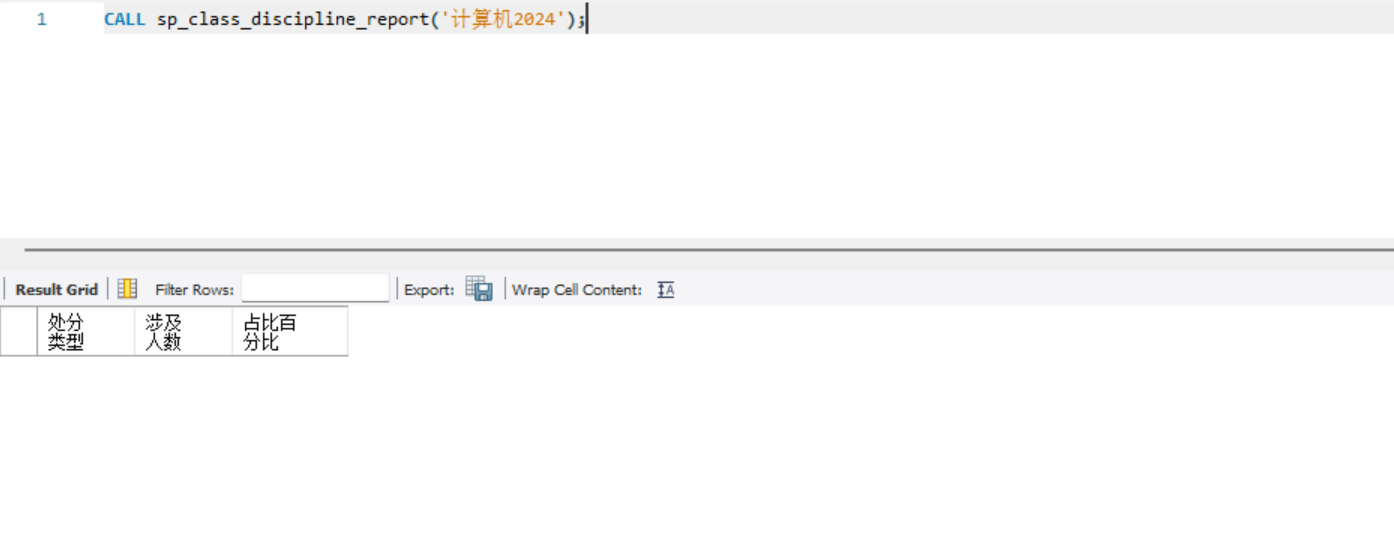 1 CALL sp_class_discipline_report('计算机2024');
Result Grid Filter Rows: Export: Wrap Cell Content: IA
处分 涉及 占比百
类型 人数 分比